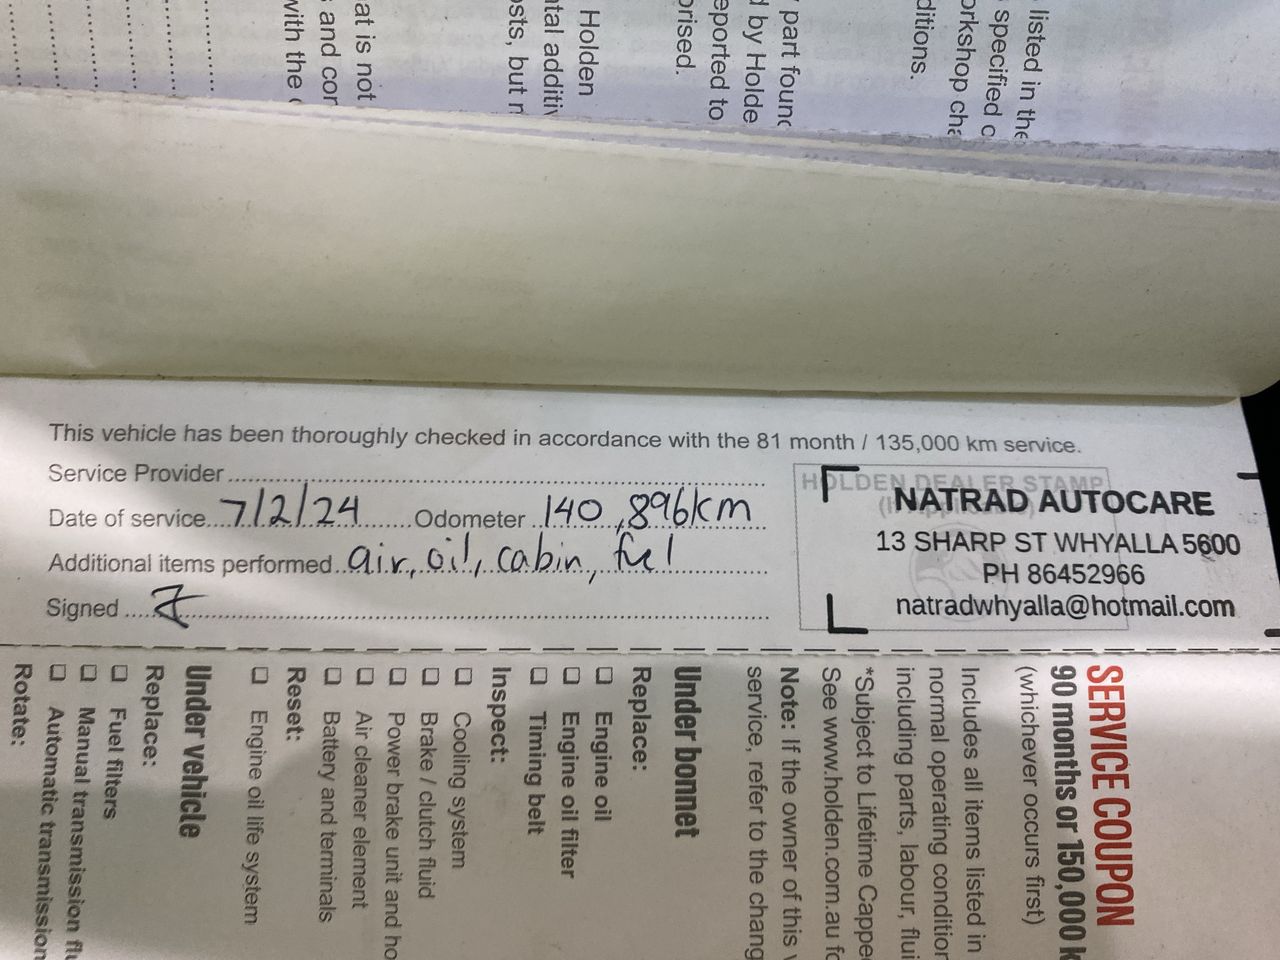 This vehicle has been thoroughly checked in accordance with the 81 month / 135,000 km service.
Service Provider
Date of service 7/2/24 Odometer 140,896km
Additional items performed air, oil, cabin, fuel
Signed
HOLDEN DEALER STAMP
NATRAD AUTOCARE
13 SHARP ST WHYALLA 5600
PH 86452966
natradwhyalla@hotmail.com
SERVICE COUPON
90 months or 150,000 k
(whichever occurs first)
Includes all items listed in
normal operating condition
including parts, labour, flui
*Subject to Lifetime Cappe
See www.holden.com.au fo
Note: If the owner of this v
service, refer to the chang
Under bonnet
Replace:
❑ Engine oil
❑ Engine oil filter
❑ Timing belt
Inspect:
❑ Cooling system
❑ Brake / clutch fluid
❑ Power brake unit and ho
❑ Air cleaner element
❑ Battery and terminals
Reset:
❑ Engine oil life system
Under vehicle
Replace:
❑ Fuel filters
❑ Manual transmission flu
❑ Automatic transmission
Rotate:
listed in the
specified c
orkshop cha
ditions.
part found
d by Holde
eported to
orised.
Holden
ntal additiv
osts, but n
at is not
and cor
with the